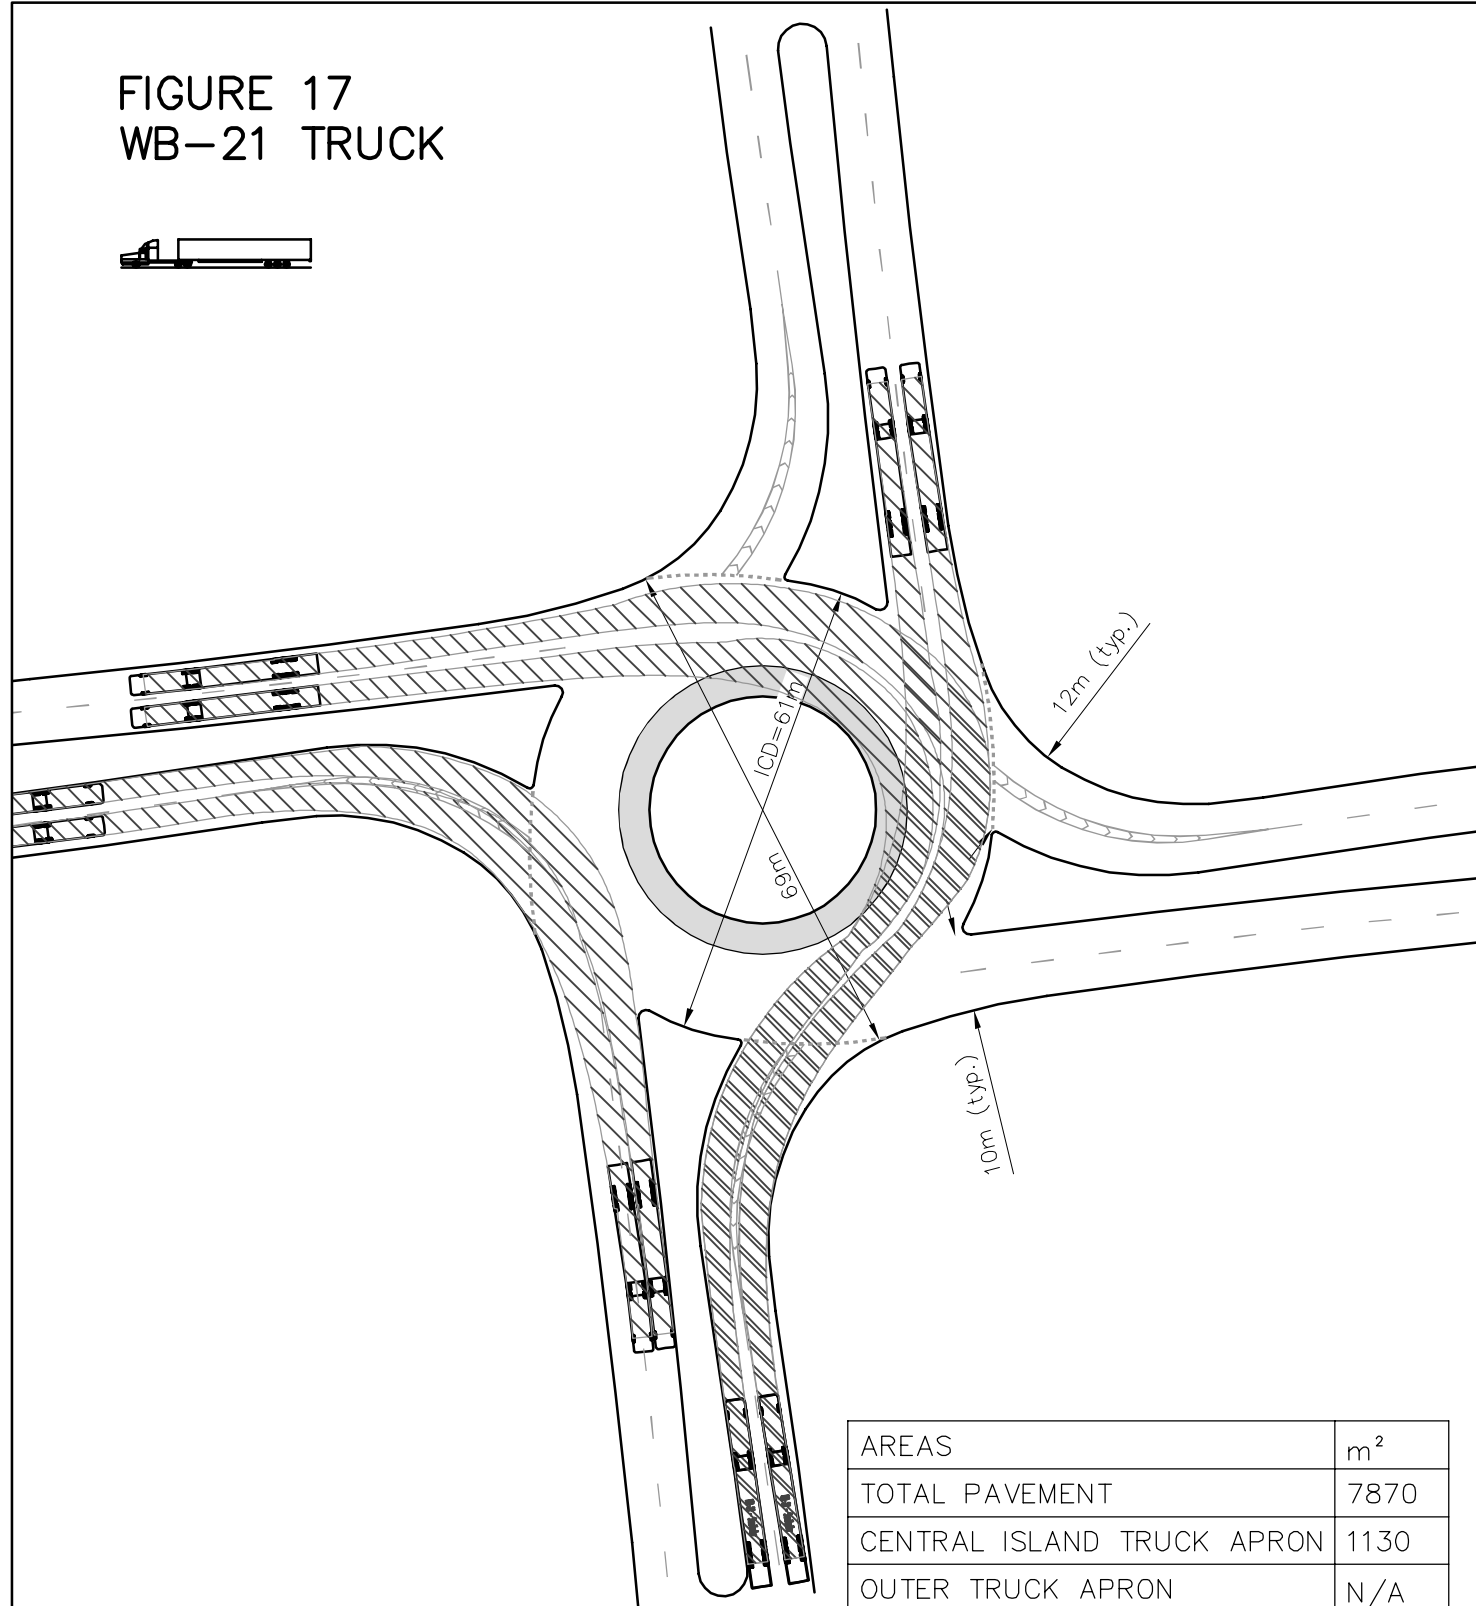 FIGURE 17
WB-21 TRUCK
12m (typ.)
ICD=61m
69m
10m (typ.)
AREAS m²
TOTAL PAVEMENT 7870
CENTRAL ISLAND TRUCK APRON 1130
OUTER TRUCK APRON N/A